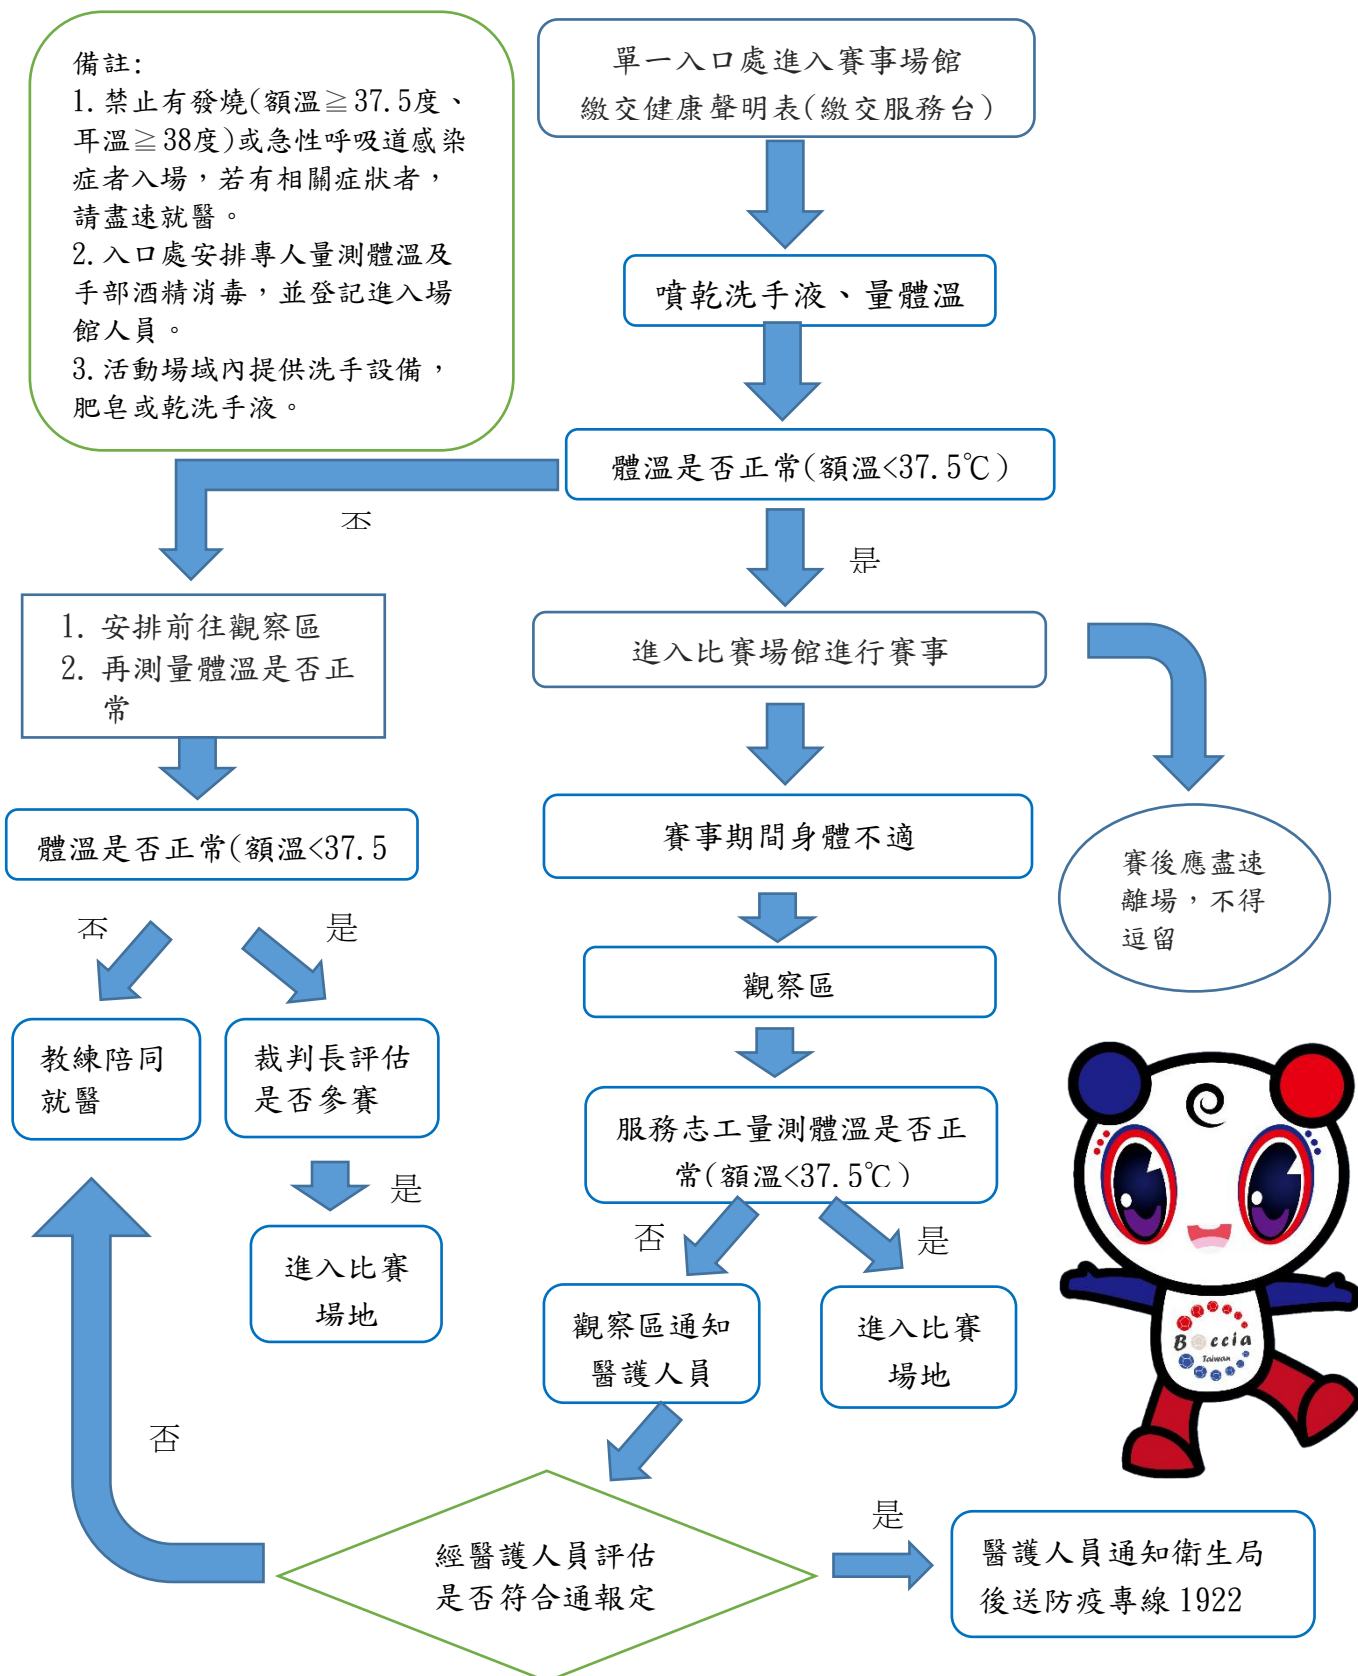 備註:
1.禁止有發燒(額溫≧37.5度、
耳溫≧38度)或急性呼吸道感染
症者入場，若有相關症狀者，
請盡速就醫。
2.入口處安排專人量測體溫及
手部酒精消毒，並登記進入場
館人員。
3.活動場域內提供洗手設備，
肥皂或乾洗手液。
單一入口處進入賽事場館
繳交健康聲明表(繳交服務台)
噴乾洗手液、量體溫
體溫是否正常(額溫<37.5℃)
否
是
1. 安排前往觀察區
2. 再測量體溫是否正
常
進入比賽場館進行賽事
體溫是否正常(額溫<37.5
賽事期間身體不適
賽後應盡速
離場，不得
逗留
否
是
觀察區
教練陪同
就醫
裁判長評估
是否參賽
服務志工量測體溫是否正
常(額溫<37.5℃)
是
否
是
進入比賽
場地
觀察區通知
醫護人員
進入比賽
場地
Boccia
Taiwan
否
經醫護人員評估
是否符合通報定
是
醫護人員通知衛生局
後送防疫專線 1922